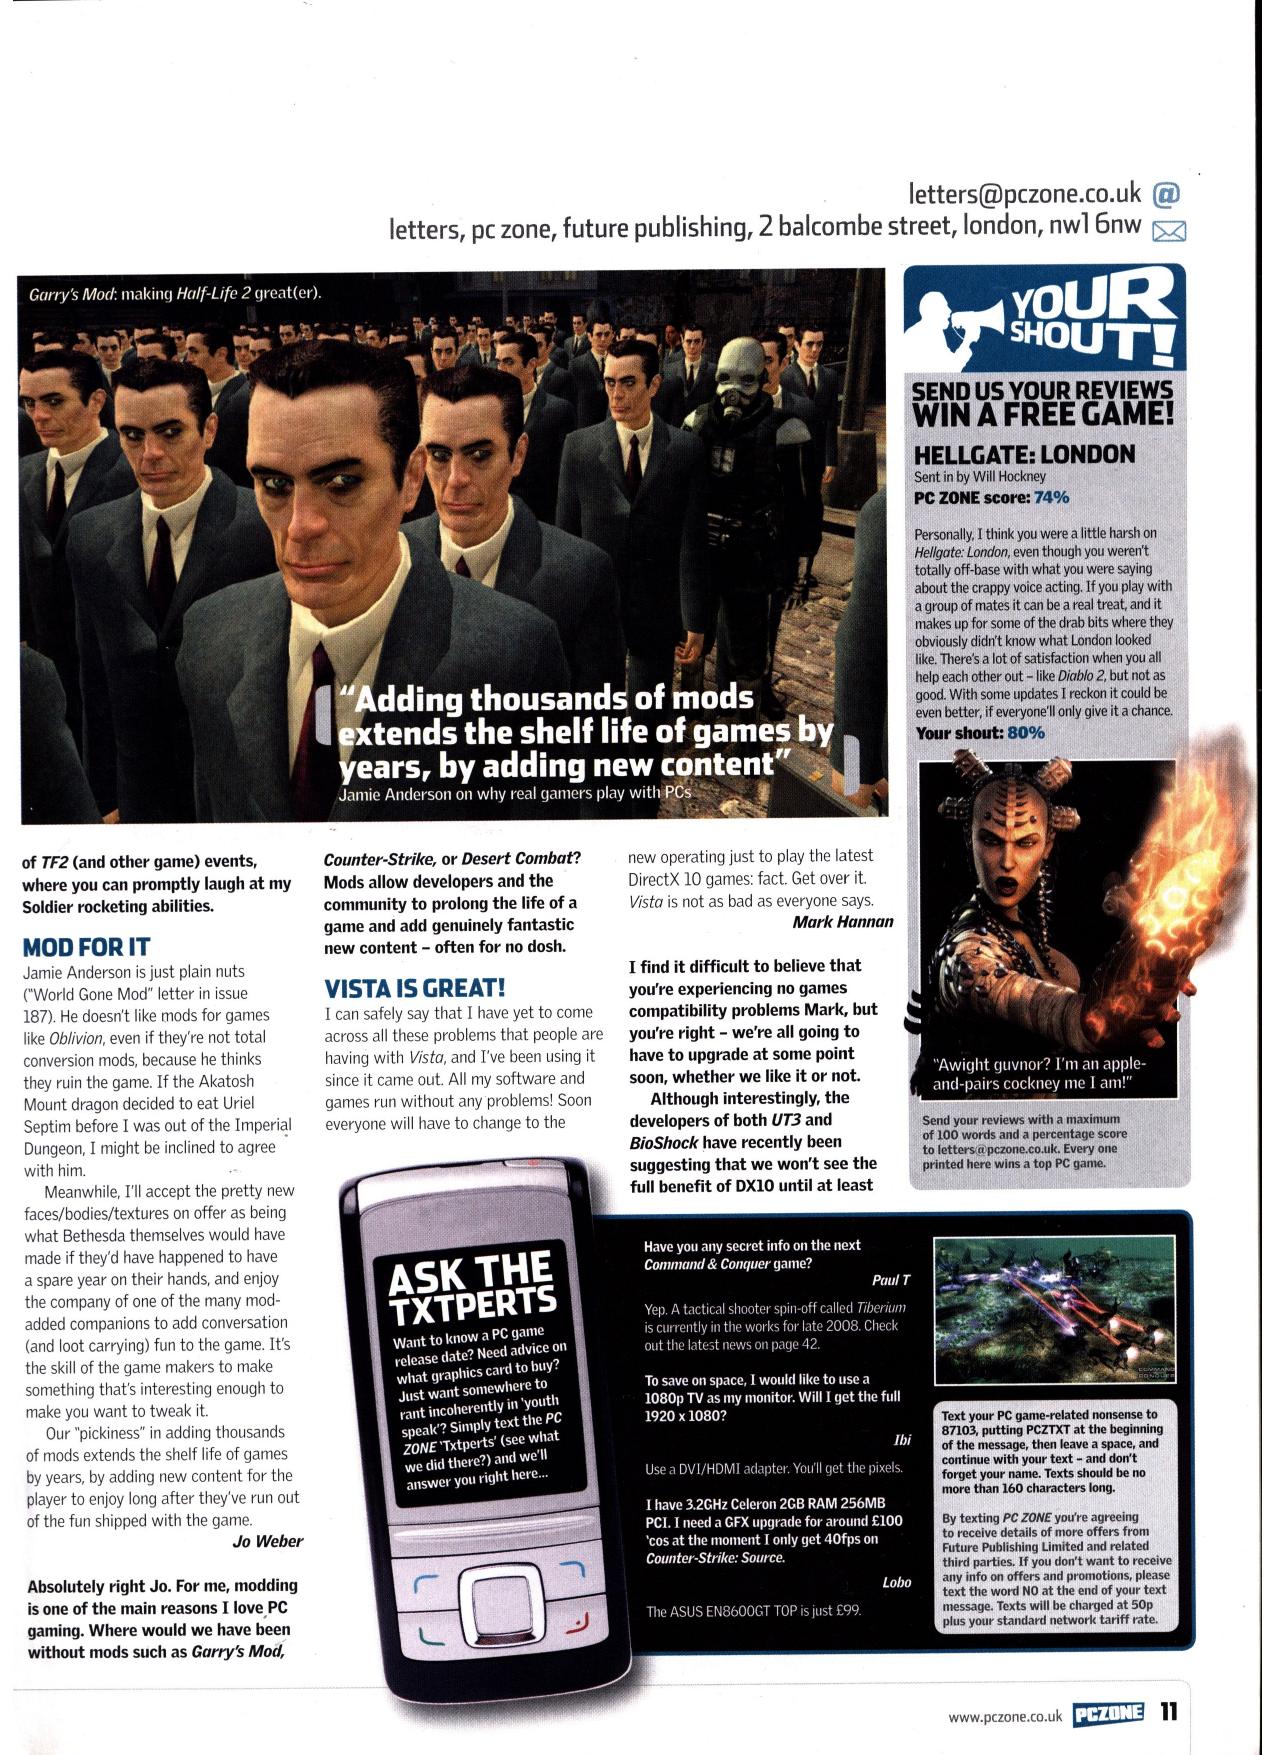 letters@pczone.co.uk @
letters, pc zone, future publishing, 2 balcombe street, london, nw1 6nw
Garry's Mod: making Half-Life 2 great(er).
"Adding thousands of mods
extends the shelf life of games by
years, by adding new content"
Jamie Anderson on why real gamers play with PCs
of TF2 (and other game) events,
where you can promptly laugh at my
Soldier rocketing abilities.
MOD FOR IT
Jamie Anderson is just plain nuts
("World Gone Mod" letter in issue
187). He doesn't like mods for games
like Oblivion, even if they're not total
conversion mods, because he thinks
they ruin the game. If the Akatosh
Mount dragon decided to eat Uriel
Septim before I was out of the Imperial
Dungeon, I might be inclined to agree
with him.
Meanwhile, I'll accept the pretty new
faces/bodies/textures on offer as being
what Bethesda themselves would have
made if they'd have happened to have
a spare year on their hands, and enjoy
the company of one of the many mod-
added companions to add conversation
(and loot carrying) fun to the game. It's
the skill of the game makers to make
something that's interesting enough to
make you want to tweak it.
Our "pickiness" in adding thousands
of mods extends the shelf life of games
by years, by adding new content for the
player to enjoy long after they've run out
of the fun shipped with the game.
Jo Weber
Absolutely right Jo. For me, modding
is one of the main reasons I love PC
gaming. Where would we have been
without mods such as Garry's Mod,
Counter-Strike, or Desert Combat?
Mods allow developers and the
community to prolong the life of a
game and add genuinely fantastic
new content – often for no dosh.
VISTA IS GREAT!
I can safely say that I have yet to come
across all these problems that people are
having with Vista, and I've been using it
since it came out. All my software and
games run without any problems! Soon
everyone will have to change to the
new operating just to play the latest
DirectX 10 games: fact. Get over it.
Vista is not as bad as everyone says.
Mark Hannan
I find it difficult to believe that
you're experiencing no games
compatibility problems Mark, but
you're right – we're all going to
have to upgrade at some point
soon, whether we like it or not.
Although interestingly, the
developers of both UT3 and
BioShock have recently been
suggesting that we won't see the
full benefit of DX10 until at least
YOUR
SHOUT!
SEND US YOUR REVIEWS
WIN A FREE GAME!
HELLGATE: LONDON
Sent in by Will Hockney
PC ZONE score: 74%
Personally, I think you were a little harsh on
Hellgate: London, even though you weren't
totally off-base with what you were saying
about the crappy voice acting. If you play with
a group of mates it can be a real treat, and it
makes up for some of the drab bits where they
obviously didn't know what London looked
like. There's a lot of satisfaction when you all
help each other out – like Diablo 2, but not as
good. With some updates I reckon it could be
even better, if everyone'll only give it a chance.
Your shout: 80%
"Awight guvnor? I'm an apple-
and-pairs cockney me I am!"
Send your reviews with a maximum
of 100 words and a percentage score
to letters@pczone.co.uk. Every one
printed here wins a top PC game.
ASK THE
TXTPERTS
Want to know a PC game
release date? Need advice on
what graphics card to buy?
Just want somewhere to
rant incoherently in 'youth
speak'? Simply text the PC
ZONE 'Txtperts' (see what
we did there?) and we'll
answer you right here...
Have you any secret info on the next
Command & Conquer game?
Paul T
Yep. A tactical shooter spin-off called Tiberium
is currently in the works for late 2008. Check
out the latest news on page 42.
To save on space, I would like to use a
1080p TV as my monitor. Will I get the full
1920 x 1080?
Ibi
Use a DVI/HDMI adapter. You'll get the pixels.
I have 3.2GHz Celeron 2GB RAM 256MB
PCI. I need a GFX upgrade for around £100
'cos at the moment I only get 40fps on
Counter-Strike: Source.
Lobo
The ASUS EN8600GT TOP is just £99.
COMMAND
CONQUER
Text your PC game-related nonsense to
87103, putting PCZTXT at the beginning
of the message, then leave a space, and
continue with your text – and don't
forget your name. Texts should be no
more than 160 characters long.
By texting PC ZONE you're agreeing
to receive details of more offers from
Future Publishing Limited and related
third parties. If you don't want to receive
any info on offers and promotions, please
text the word NO at the end of your text
message. Texts will be charged at 50p
plus your standard network tariff rate.
www.pczone.co.uk PCZONE 11